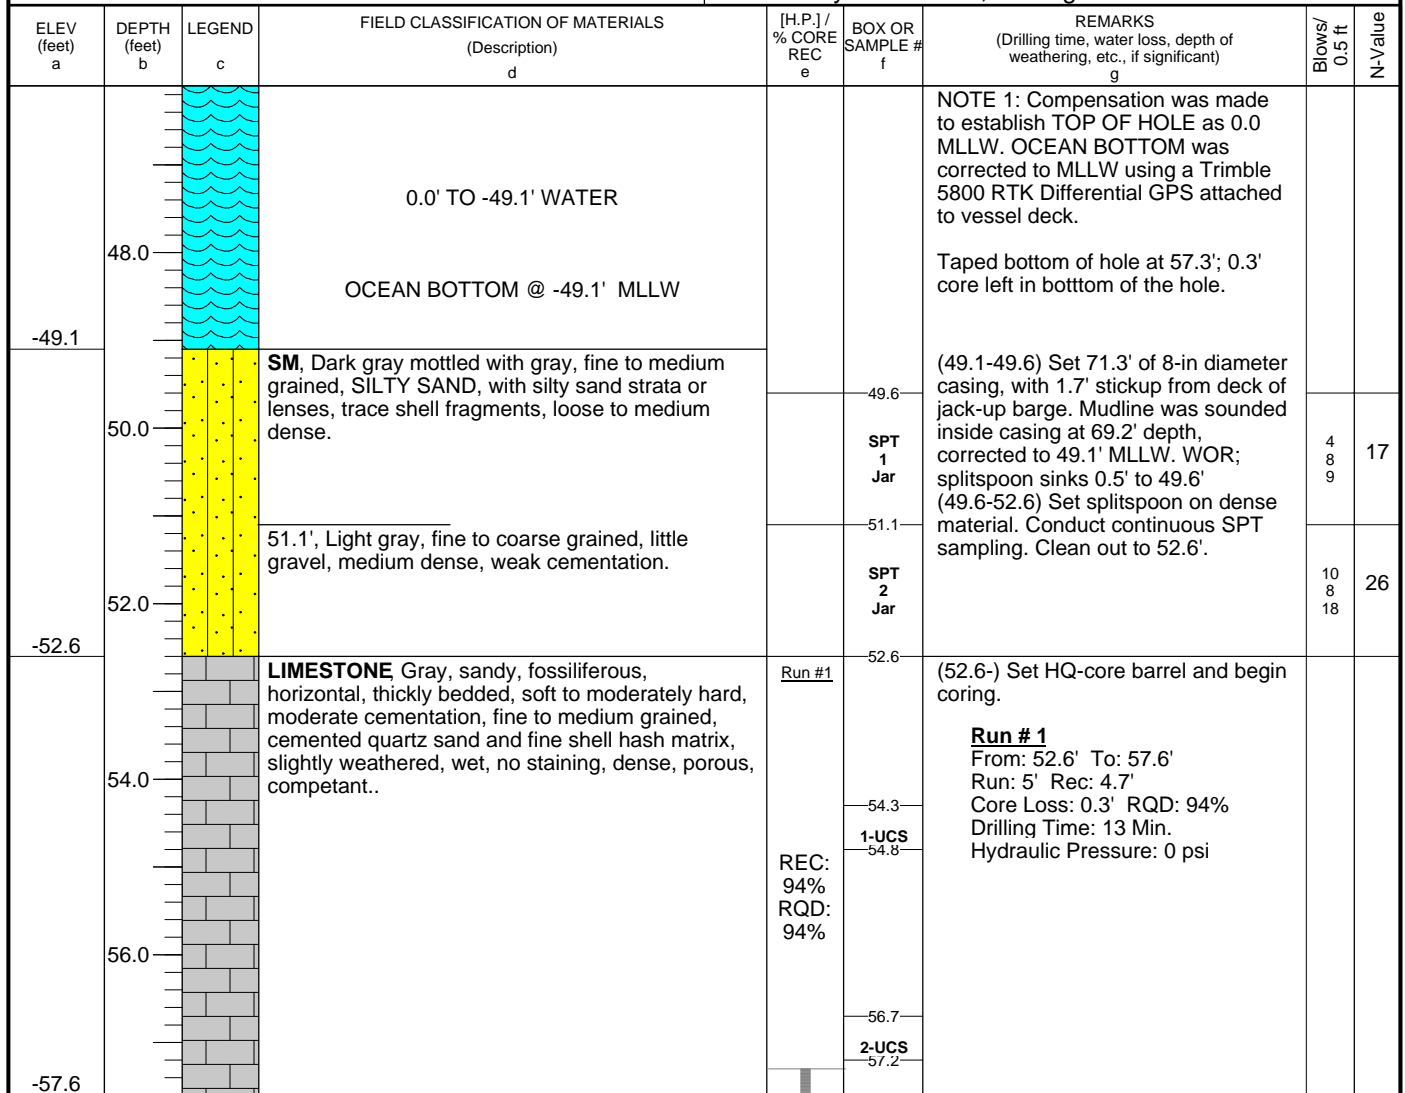 ELEV
(feet)
a
DEPTH
(feet)
b
LEGEND
c
FIELD CLASSIFICATION OF MATERIALS
(Description)
d
[H.P.] /
% CORE
REC
e
BOX OR
SAMPLE #
f
REMARKS
(Drilling time, water loss, depth of
weathering, etc., if significant)
g
Blows/
0.5 ft
N-Value
0.0' TO -49.1' WATER
48.0
OCEAN BOTTOM @ -49.1' MLLW
NOTE 1: Compensation was made
to establish TOP OF HOLE as 0.0
MLLW. OCEAN BOTTOM was
corrected to MLLW using a Trimble
5800 RTK Differential GPS attached
to vessel deck.
Taped bottom of hole at 57.3'; 0.3'
core left in botttom of the hole.
-49.1
SM, Dark gray mottled with gray, fine to medium
grained, SILTY SAND, with silty sand strata or
lenses, trace shell fragments, loose to medium
dense.
50.0
49.6
SPT
1
Jar
(49.1-49.6) Set 71.3' of 8-in diameter
casing, with 1.7' stickup from deck of
jack-up barge. Mudline was sounded
inside casing at 69.2' depth,
corrected to 49.1' MLLW. WOR;
splitspoon sinks 0.5' to 49.6'
(49.6-52.6) Set splitspoon on dense
material. Conduct continuous SPT
sampling. Clean out to 52.6'.
4
8
9
17
51.1
51.1', Light gray, fine to coarse grained, little
gravel, medium dense, weak cementation.
52.0
SPT
2
Jar
10
8
18
26
-52.6
52.6
LIMESTONE, Gray, sandy, fossiliferous,
horizontal, thickly bedded, soft to moderately hard,
moderate cementation, fine to medium grained,
cemented quartz sand and fine shell hash matrix,
slightly weathered, wet, no staining, dense, porous,
competant..
54.0
Run #1
REC:
94%
RQD:
94%
54.3
1-UCS
54.8
(52.6-) Set HQ-core barrel and begin
coring.
Run # 1
From: 52.6' To: 57.6'
Run: 5' Rec: 4.7'
Core Loss: 0.3' RQD: 94%
Drilling Time: 13 Min.
Hydraulic Pressure: 0 psi
56.0
56.7
2-UCS
57.2
-57.6